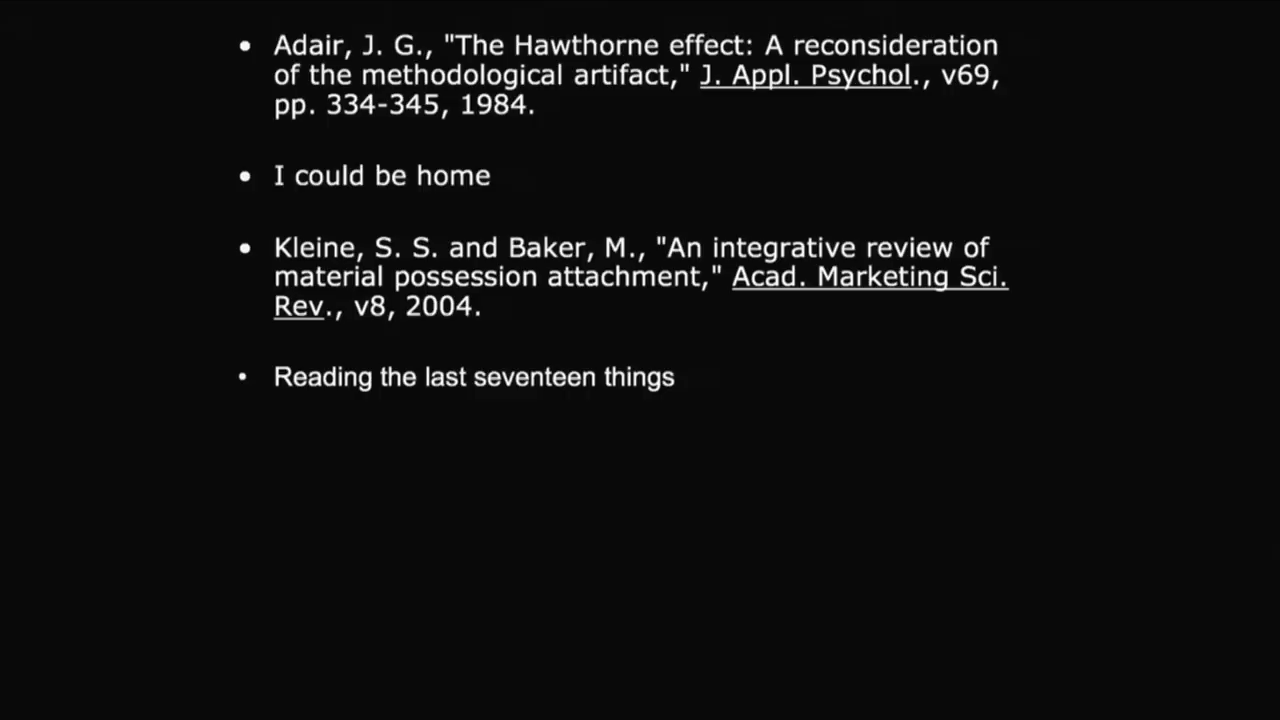 • Adair, J. G., "The Hawthorne effect: A reconsideration
of the methodological artifact," J. Appl. Psychol., v69,
pp. 334-345, 1984.
• I could be home
• Kleine, S. S. and Baker, M., "An integrative review of
material possession attachment," Acad. Marketing Sci.
Rev., v8, 2004.
• Reading the last seventeen things